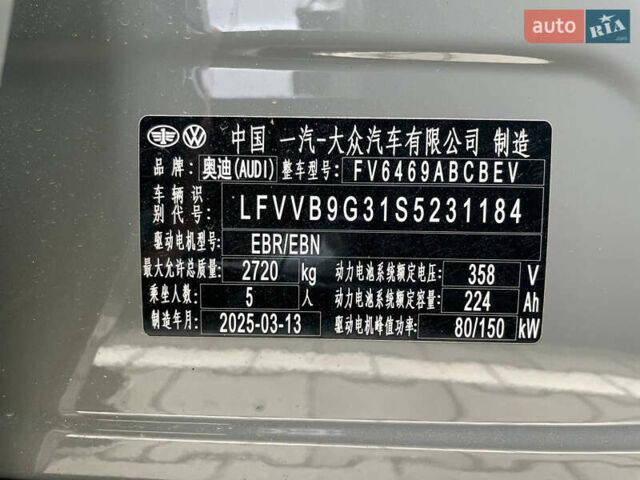 auto RIA .com
中国 一汽-大众汽车有限公司 制造
品 牌: 奥迪(AUDI) 整车型号: FV6469ABCBEV
车 辆 识
别 代 号: LFVVB9G31S5231184
驱动电机型号: EBR/EBN
最大允许总质量: 2720 kg 动力电池系统额定电压: 358 V
乘坐人数: 5 人 动力电池系统额定容量: 224 Ah
制造年月: 2025-03-13 驱动电机峰值功率: 80/150 kW